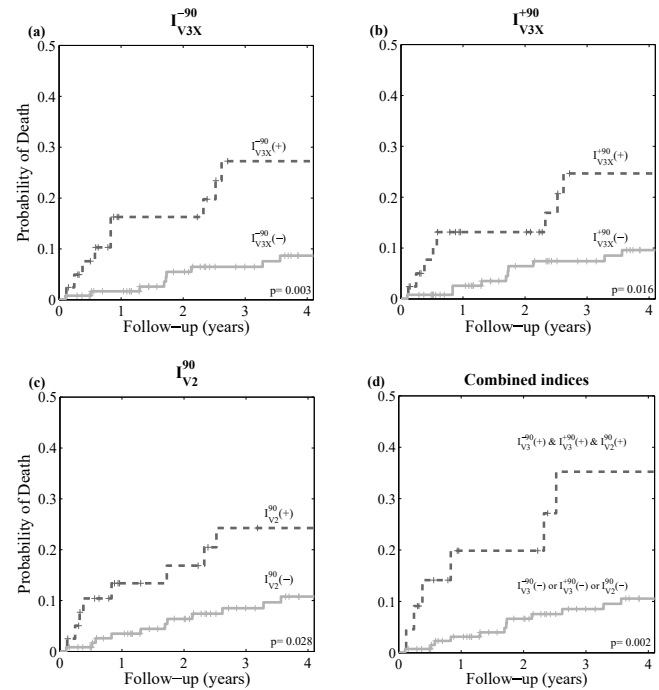 (a)
I_V3X^−90
0.5
0.4
0.3
0.2
0.1
0
0 1 2 3 4
Probability of Death
Follow−up (years)
I_V3X^−90(+)
I_V3X^−90(−)
p= 0.003
(b)
I_V3X^+90
0.5
0.4
0.3
0.2
0.1
0
0 1 2 3 4
Follow−up (years)
I_V3X^+90(+)
I_V3X^+90(−)
p= 0.016
(c)
I_V2^90
0.5
0.4
0.3
0.2
0.1
0
0 1 2 3 4
Probability of Death
Follow−up (years)
I_V2^90(+)
I_V2^90(−)
p= 0.028
(d)
Combined indices
0.5
0.4
0.3
0.2
0.1
0
0 1 2 3 4
Follow−up (years)
I_V3^−90(+) & I_V3^+90(+) & I_V2^90(+)
I_V3^−90(−) or I_V3^+90(−) or I_V2^90(−)
p= 0.002